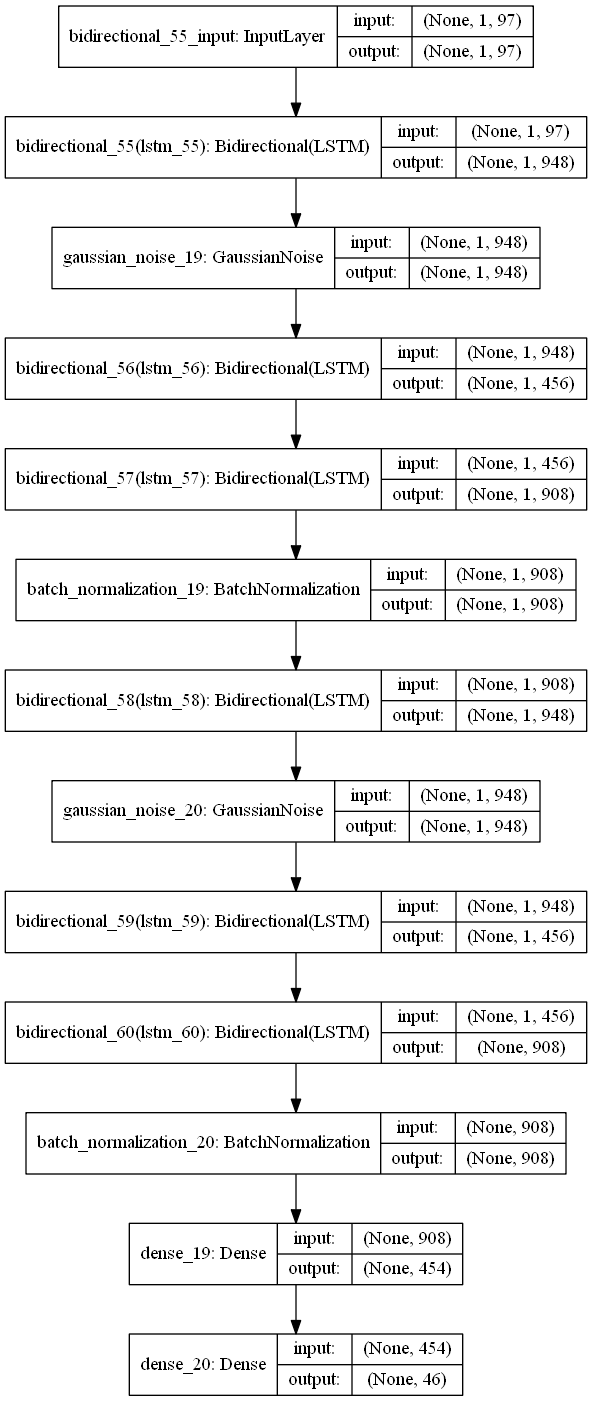 bidirectional_55_input: InputLayer
input: (None, 1, 97)
output: (None, 1, 97)
bidirectional_55(lstm_55): Bidirectional(LSTM)
input: (None, 1, 97)
output: (None, 1, 948)
gaussian_noise_19: GaussianNoise
input: (None, 1, 948)
output: (None, 1, 948)
bidirectional_56(lstm_56): Bidirectional(LSTM)
input: (None, 1, 948)
output: (None, 1, 456)
bidirectional_57(lstm_57): Bidirectional(LSTM)
input: (None, 1, 456)
output: (None, 1, 908)
batch_normalization_19: BatchNormalization
input: (None, 1, 908)
output: (None, 1, 908)
bidirectional_58(lstm_58): Bidirectional(LSTM)
input: (None, 1, 908)
output: (None, 1, 948)
gaussian_noise_20: GaussianNoise
input: (None, 1, 948)
output: (None, 1, 948)
bidirectional_59(lstm_59): Bidirectional(LSTM)
input: (None, 1, 948)
output: (None, 1, 456)
bidirectional_60(lstm_60): Bidirectional(LSTM)
input: (None, 1, 456)
output: (None, 908)
batch_normalization_20: BatchNormalization
input: (None, 908)
output: (None, 908)
dense_19: Dense
input: (None, 908)
output: (None, 454)
dense_20: Dense
input: (None, 454)
output: (None, 46)